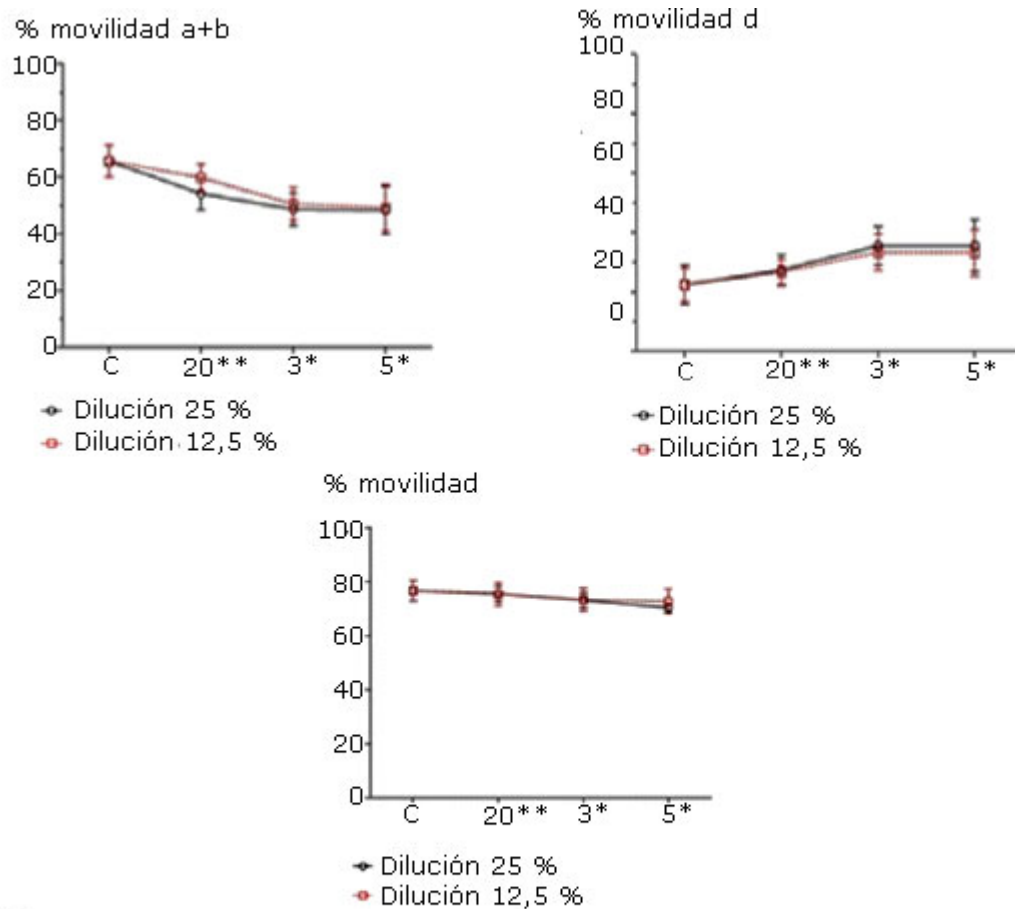 % movilidad a+b
100
80
60
40
20
0
C 20** 3* 5*
Dilución 25 %
Dilución 12,5 %
% movilidad d
100
80
60
40
20
0
C 20** 3* 5*
Dilución 25 %
Dilución 12,5 %
% movilidad
100
80
60
40
20
0
C 20** 3* 5*
Dilución 25 %
Dilución 12,5 %